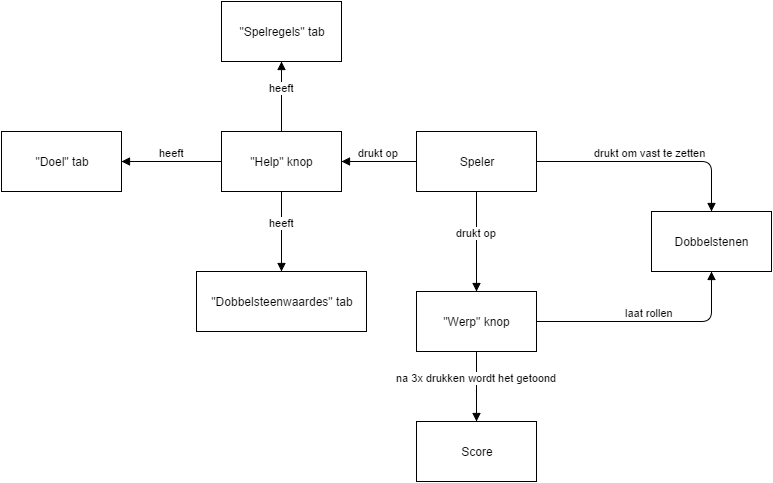 "Spelregels" tab
heeft
"Doel" tab
heeft
"Help" knop
drukt op
Speler
drukt om vast te zetten
heeft
drukt op
Dobbelstenen
"Dobbelsteenwaardes" tab
"Werp" knop
laat rollen
na 3x drukken wordt het getoond
Score